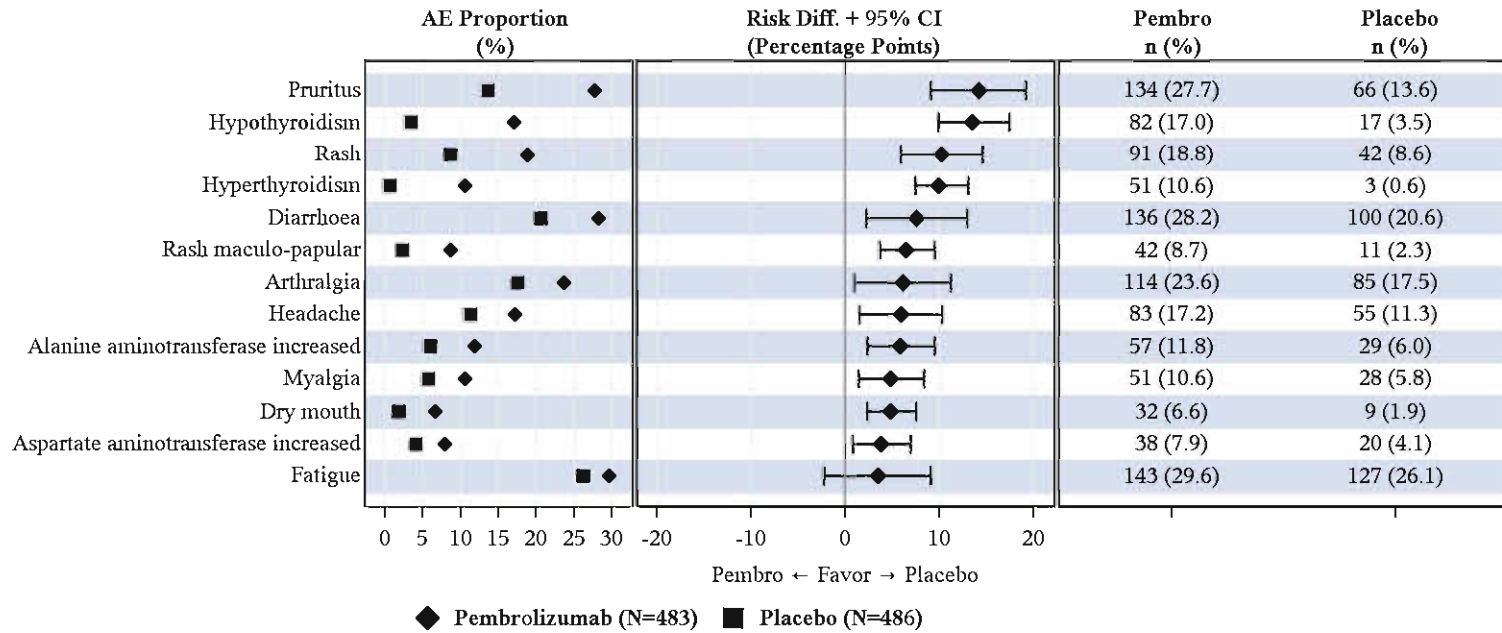 AE Proportion
(%)
Risk Diff. + 95% CI
(Percentage Points)
Pembro
n (%)
Placebo
n (%)
Pruritus 134 (27.7) 66 (13.6)
Hypothyroidism 82 (17.0) 17 (3.5)
Rash 91 (18.8) 42 (8.6)
Hyperthyroidism 51 (10.6) 3 (0.6)
Diarrhoea 136 (28.2) 100 (20.6)
Rash maculo-papular 42 (8.7) 11 (2.3)
Arthralgia 114 (23.6) 85 (17.5)
Headache 83 (17.2) 55 (11.3)
Alanine aminotransferase increased 57 (11.8) 29 (6.0)
Myalgia 51 (10.6) 28 (5.8)
Dry mouth 32 (6.6) 9 (1.9)
Aspartate aminotransferase increased 38 (7.9) 20 (4.1)
Fatigue 143 (29.6) 127 (26.1)
0 5 10 15 20 25 30 -20 -10 0 10 20
Pembro ← Favor → Placebo
◆ Pembrolizumab (N=483) ■ Placebo (N=486)